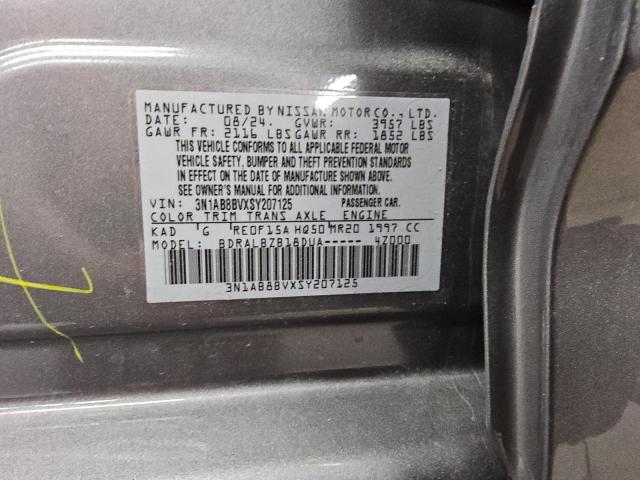 MANUFACTURED BY NISSAN MOTOR CO., LTD.
DATE: 08/24. GVWR: 3957 LBS
GAWR FR: 2116 LBS GAWR RR: 1852 LBS
THIS VEHICLE CONFORMS TO ALL APPLICABLE FEDERAL MOTOR
VEHICLE SAFETY, BUMPER AND THEFT PREVENTION STANDARDS
IN EFFECT ON THE DATE OF MANUFACTURE SHOWN ABOVE.
SEE OWNER'S MANUAL FOR ADDITIONAL INFORMATION.
VIN: 3N1AB8BVXSY207125 PASSENGER CAR.
COLOR TRIM TRANS AXLE ENGINE
KAD G RE0F15A HQ50 MR20 1997 CC
MODEL: BDRALBZB18DUA----- 4Z000
3N1AB8BVXSY207125